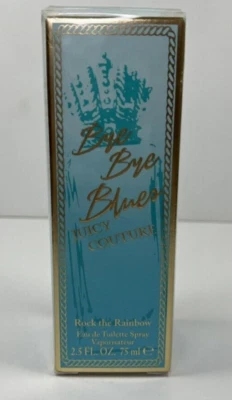 Bye
Bye
Blues
JUICY
COUTURE
Rock the Rainbow
Eau de Toilette Spray
Vaporisateur
2.5 FL. OZ. 75 ml ℮